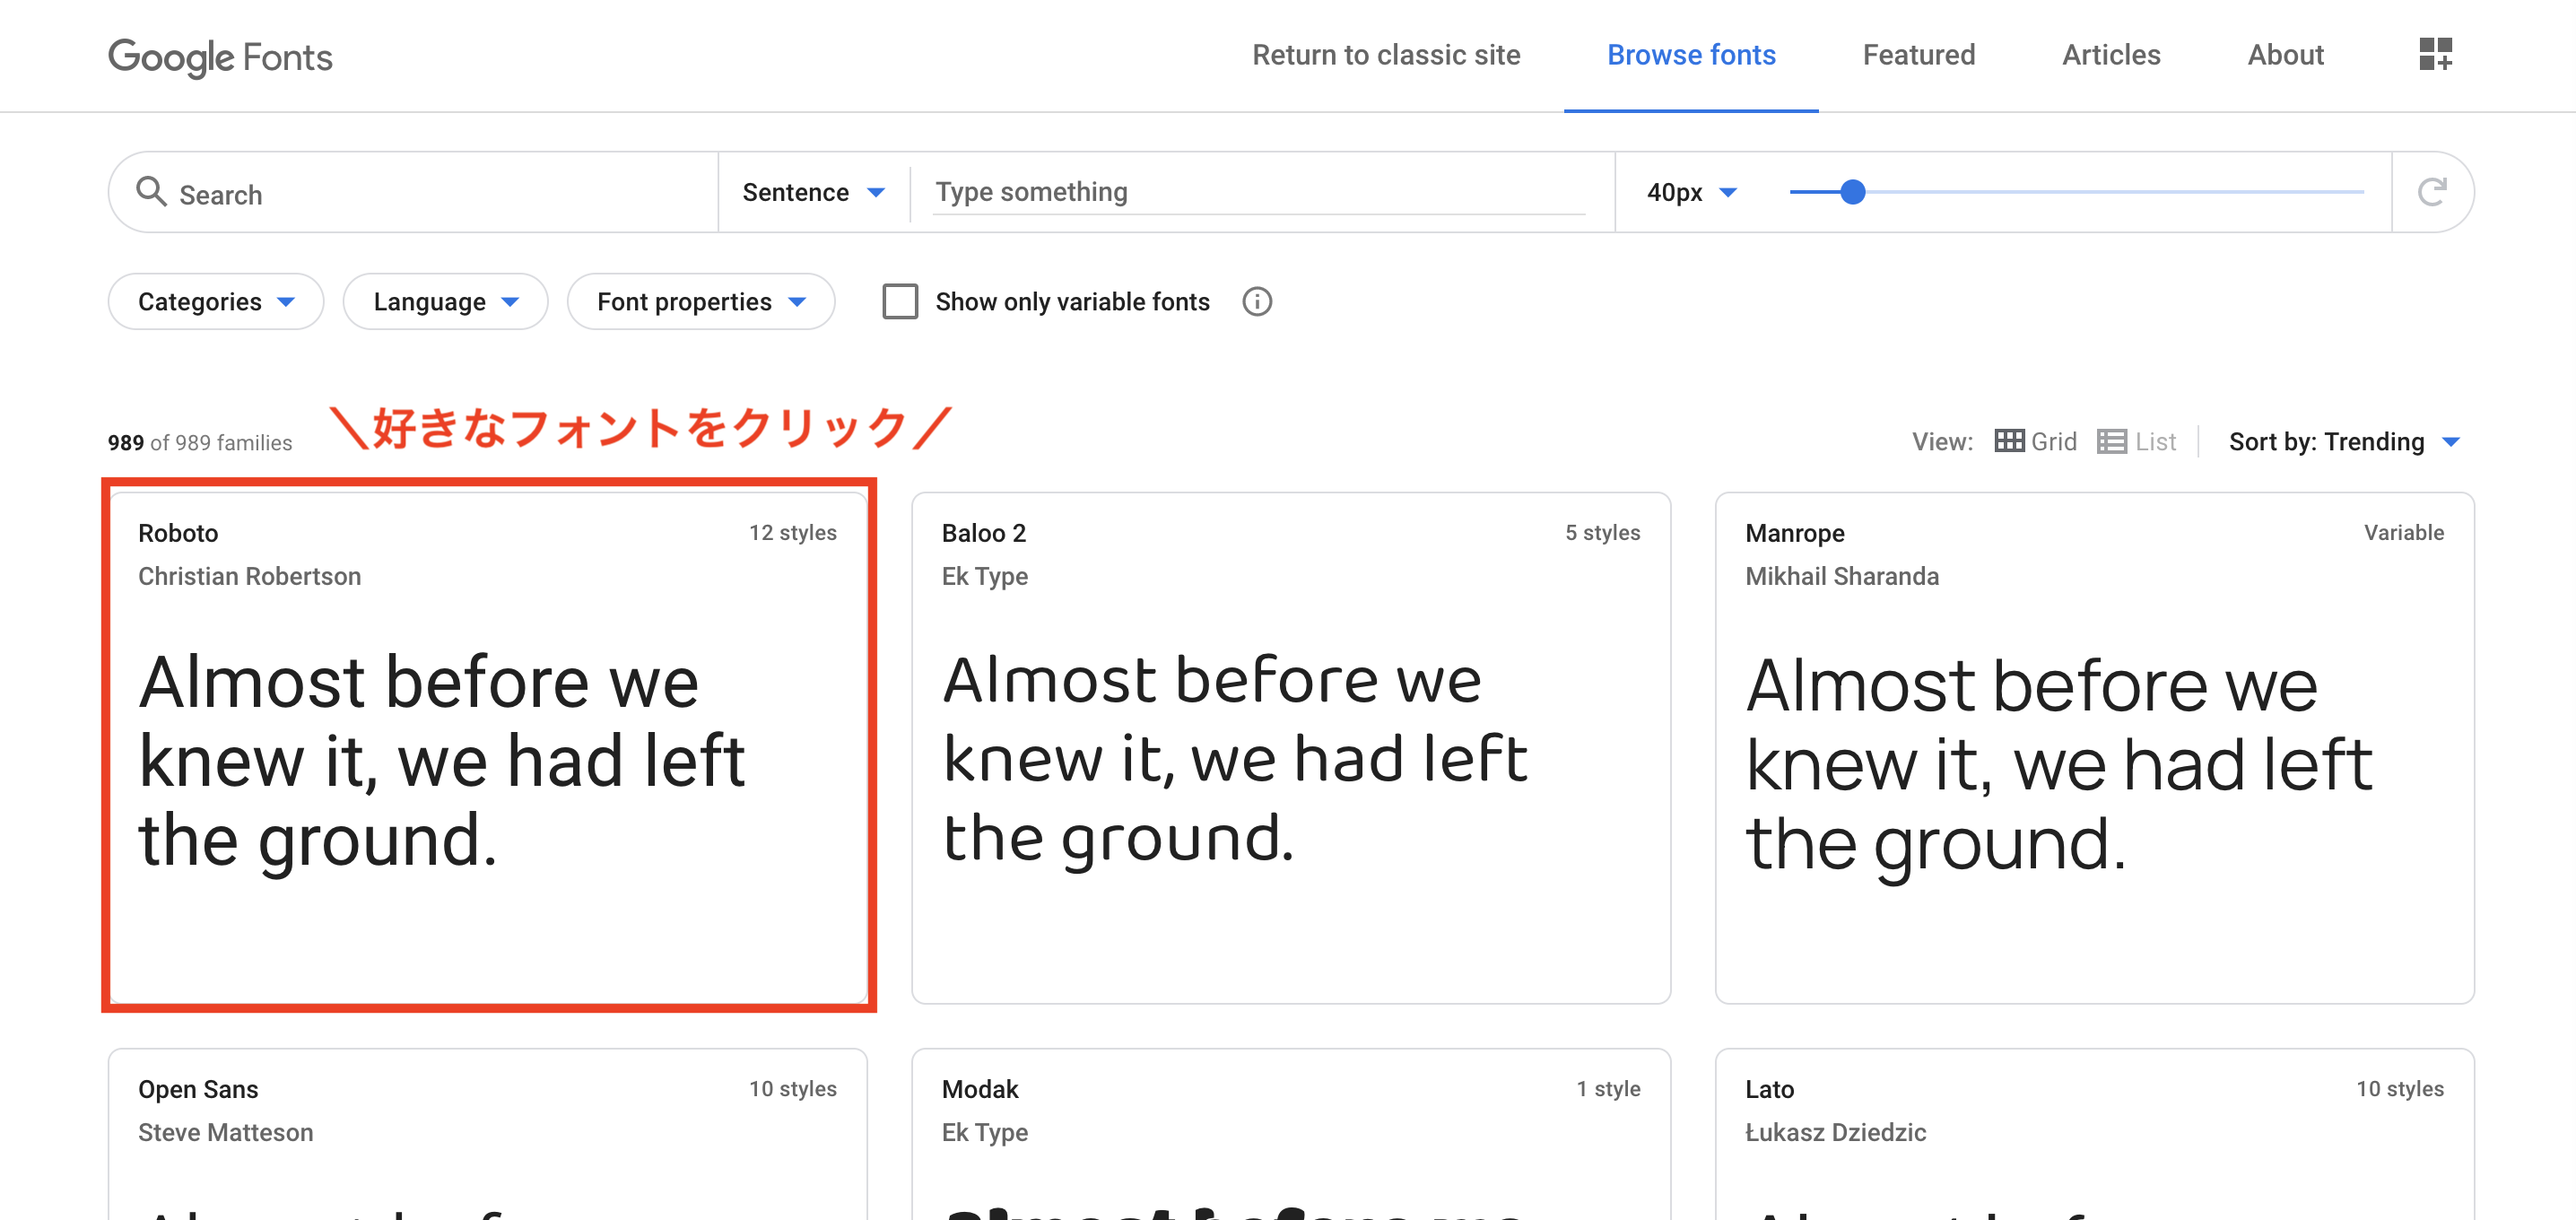 Google Fonts
Return to classic site
Browse fonts
Featured
Articles
About
Search
Sentence
Type something
40px
Categories
Language
Font properties
Show only variable fonts
989 of 989 families
＼好きなフォントをクリック／
View:
Grid
List
Sort by: Trending
Roboto
12 styles
Christian Robertson
Almost before we
knew it, we had left
the ground.
Baloo 2
5 styles
Ek Type
Almost before we
knew it, we had left
the ground.
Manrope
Variable
Mikhail Sharanda
Almost before we
knew it, we had left
the ground.
Open Sans
10 styles
Steve Matteson
Modak
1 style
Ek Type
Almost before we
Lato
10 styles
Łukasz Dziedzic